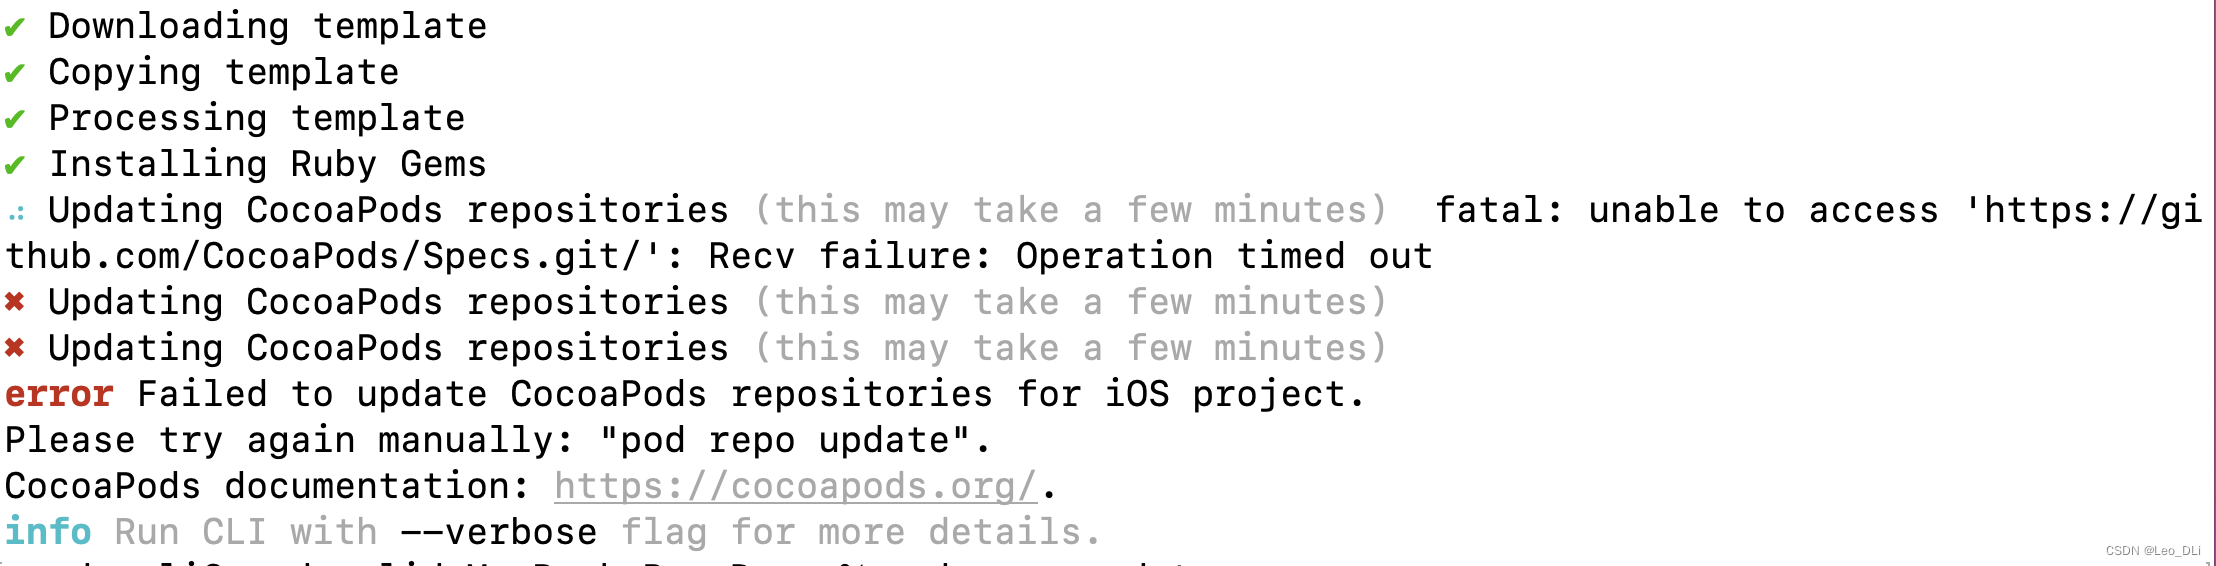 ✔ Downloading template
✔ Copying template
✔ Processing template
✔ Installing Ruby Gems
⠴ Updating CocoaPods repositories (this may take a few minutes)  fatal: unable to access 'https://gi
thub.com/CocoaPods/Specs.git/': Recv failure: Operation timed out
✖ Updating CocoaPods repositories (this may take a few minutes)
✖ Updating CocoaPods repositories (this may take a few minutes)
error Failed to update CocoaPods repositories for iOS project.
Please try again manually: "pod repo update".
CocoaPods documentation: https://cocoapods.org/.
info Run CLI with --verbose flag for more details.
CSDN @Leo_DLi